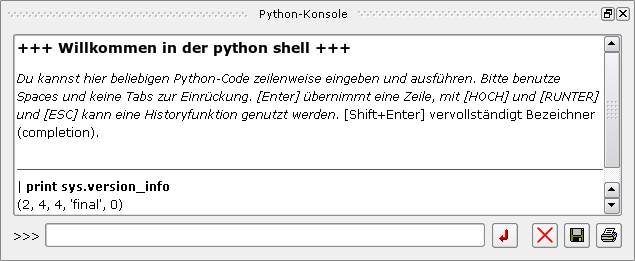 Python-Konsole
+++ Willkommen in der python shell +++
Du kannst hier beliebigen Python-Code zeilenweise eingeben und ausführen. Bitte benutze
Spaces und keine Tabs zur Einrückung. [Enter] übernimmt eine Zeile, mit [HOCH] und [RUNTER]
und [ESC] kann eine Historyfunktion genutzt werden. [Shift+Enter] vervollständigt Bezeichner
(completion).
| print sys.version_info
(2, 4, 4, 'final', 0)
>>>